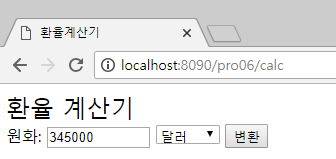 환율계산기
localhost:8090/pro06/calc
환율 계산기
원화: 345000 달러 변환